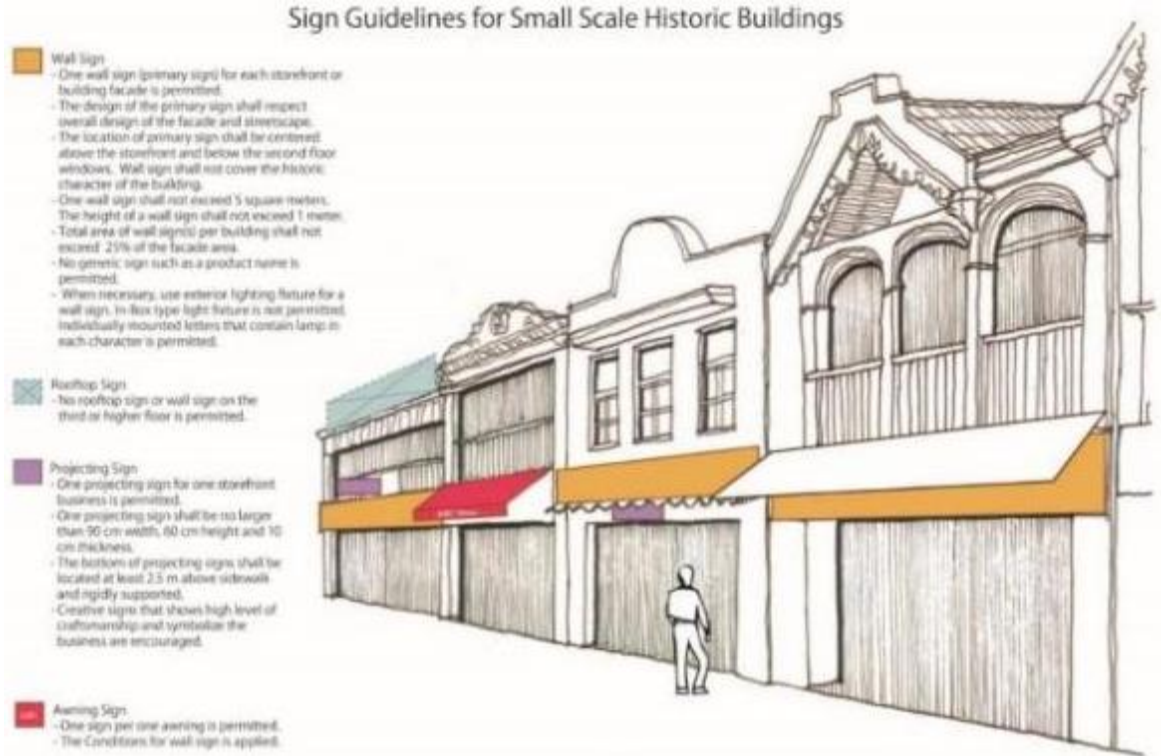 Sign Guidelines for Small Scale Historic Buildings
Wall Sign
- One wall sign (primary sign) for each storefront or
building facade is permitted.
- The design of the primary sign shall respect
overall design of the facade and streetscape.
- The location of primary sign shall be centered
above the storefront and below the second floor
windows. Wall sign shall not cover the historic
character of the building.
- One wall sign shall not exceed 5 square meters.
The height of a wall sign shall not exceed 1 meter.
- Total area of wall sign(s) per building shall not
exceed 25% of the facade area.
- No generic sign such as a product name is
permitted.
- When necessary, use exterior lighting fixture for a
wall sign. In-Box type light fixture is not permitted.
Individually mounted letters that contain lamp in
each character is permitted.
Rooftop Sign
- No rooftop sign or wall sign on the
third or higher floor is permitted.
Projecting Sign
- One projecting sign for one storefront
business is permitted.
- One projecting sign shall be no larger
than 90 cm width, 60 cm height and 10
cm thickness.
- The bottom of projecting signs shall be
located at least 2.5 m above sidewalk
and rigidly supported.
- Creative signs that shows high level of
craftsmanship and symbolize the
business are encouraged.
Awning Sign
- One sign per one awning is permitted.
- The Conditions for wall sign is applied.